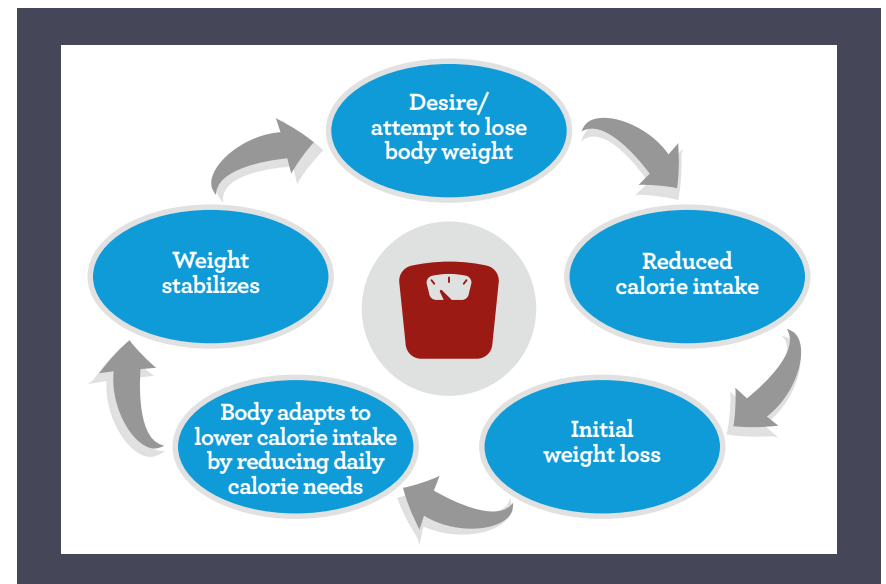 Desire/
attempt to lose
body weight
Reduced
calorie intake
Initial
weight loss
Body adapts to
lower calorie intake
by reducing daily
calorie needs
Weight
stabilizes